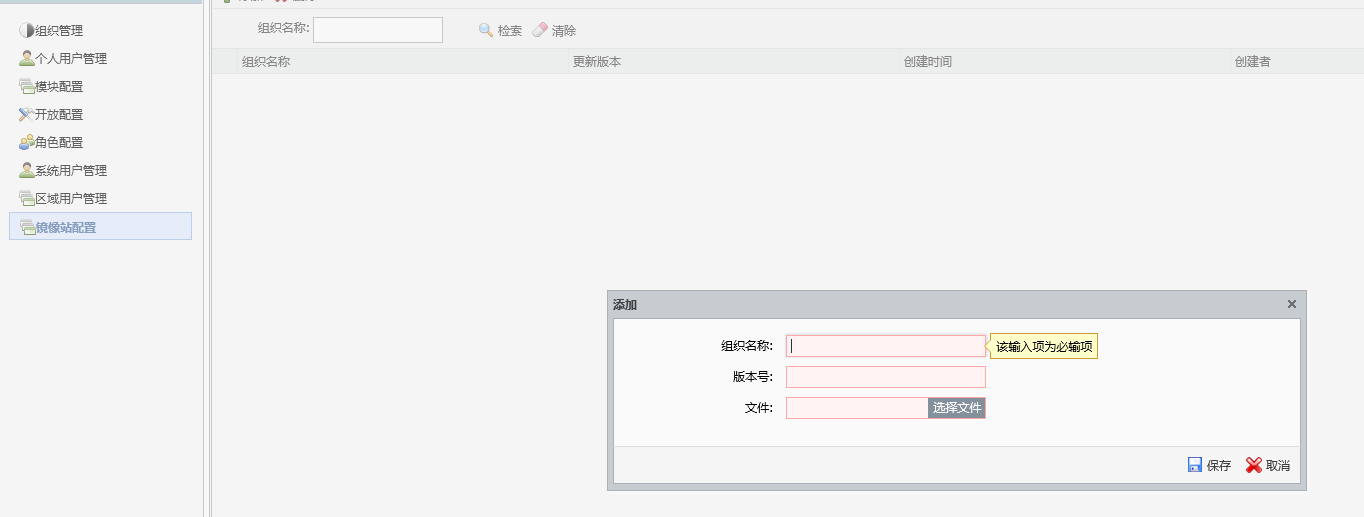 组织管理
个人用户管理
模块配置
开放配置
角色配置
系统用户管理
区域用户管理
镜像站配置
组织名称: 检索 清除
组织名称 更新版本 创建时间 创建者
添加
组织名称: 该输入项为必输项
版本号:
文件: 选择文件
保存 取消